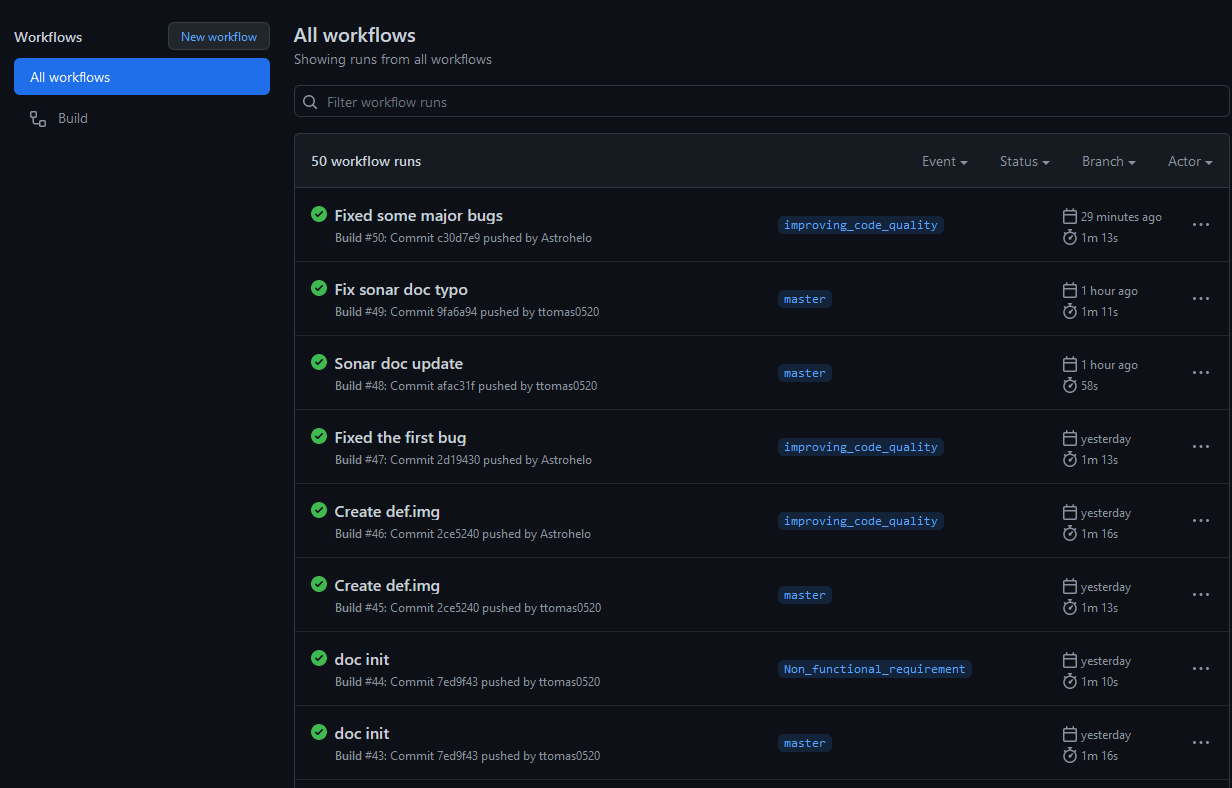 Workflows
New workflow
All workflows
Build
All workflows
Showing runs from all workflows
Filter workflow runs
50 workflow runs
Event
Status
Branch
Actor
Fixed some major bugs
Build #50: Commit c30d7e9 pushed by Astrohelo
improving_code_quality
29 minutes ago
1m 13s
Fix sonar doc typo
Build #49: Commit 9fa6a94 pushed by ttomas0520
master
1 hour ago
1m 11s
Sonar doc update
Build #48: Commit afac31f pushed by ttomas0520
master
1 hour ago
58s
Fixed the first bug
Build #47: Commit 2d19430 pushed by Astrohelo
improving_code_quality
yesterday
1m 13s
Create def.img
Build #46: Commit 2ce5240 pushed by Astrohelo
improving_code_quality
yesterday
1m 16s
Create def.img
Build #45: Commit 2ce5240 pushed by ttomas0520
master
yesterday
1m 13s
doc init
Build #44: Commit 7ed9f43 pushed by ttomas0520
Non_functional_requirement
yesterday
1m 10s
doc init
Build #43: Commit 7ed9f43 pushed by ttomas0520
master
yesterday
1m 16s